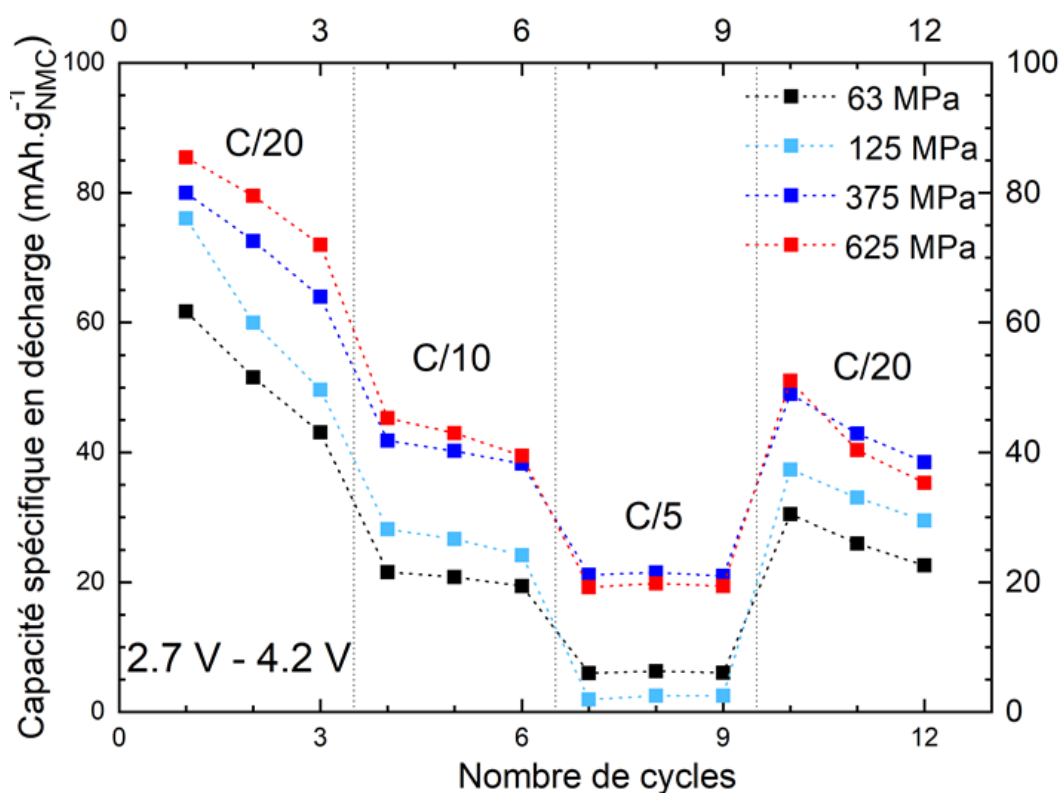 0 3 6 9 12
100 100
80 80
60 60
40 40
20 20
0 0
0 3 6 9 12
Capacité spécifique en décharge (mAh.g⁻¹NMC)
Nombre de cycles
C/20
C/10
C/5
C/20
63 MPa
125 MPa
375 MPa
625 MPa
2.7 V - 4.2 V